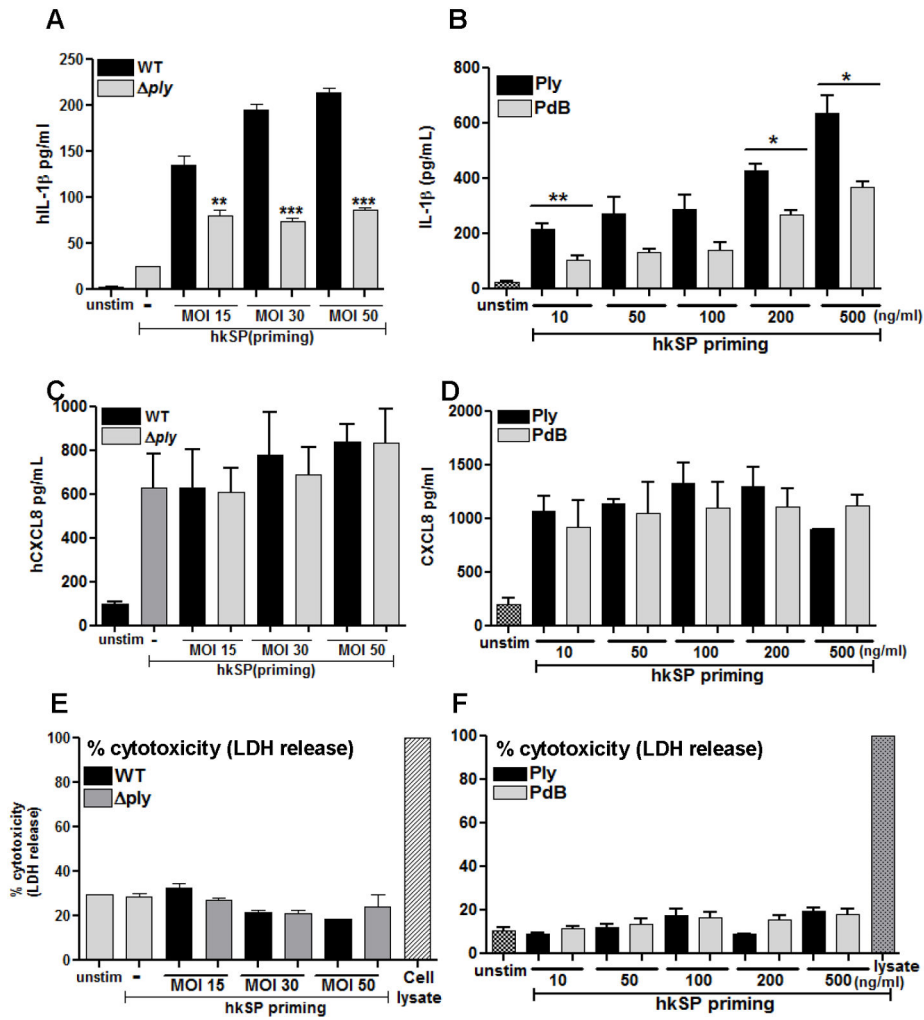 A
hIL-1β pg/ml
250
200
150
100
50
0
WT
Δply
**
***
***
unstim
-
MOI 15
MOI 30
MOI 50
hkSP(priming)
B
IL-1β (pg/mL)
800
600
400
200
0
Ply
PdB
**
*
*
unstim
10
50
100
200
500 (ng/ml)
hkSP priming
C
hCXCL8 pg/mL
1000
800
600
400
200
0
WT
Δply
unstim
-
MOI 15
MOI 30
MOI 50
hkSP(priming)
D
CXCL8 pg/ml
2000
1500
1000
500
0
Ply
PdB
unstim
10
50
100
200
500 (ng/ml)
hkSP priming
E
% cytotoxicity (LDH release)
% cytotoxicity
(LDH release)
100
80
60
40
20
0
WT
Δply
unstim
-
MOI 15
MOI 30
MOI 50
Cell
lysate
hkSP priming
F
% cytotoxicity (LDH release)
100
80
60
40
20
0
Ply
PdB
unstim
10
50
100
200
500 (ng/ml)
lysate
hkSP priming